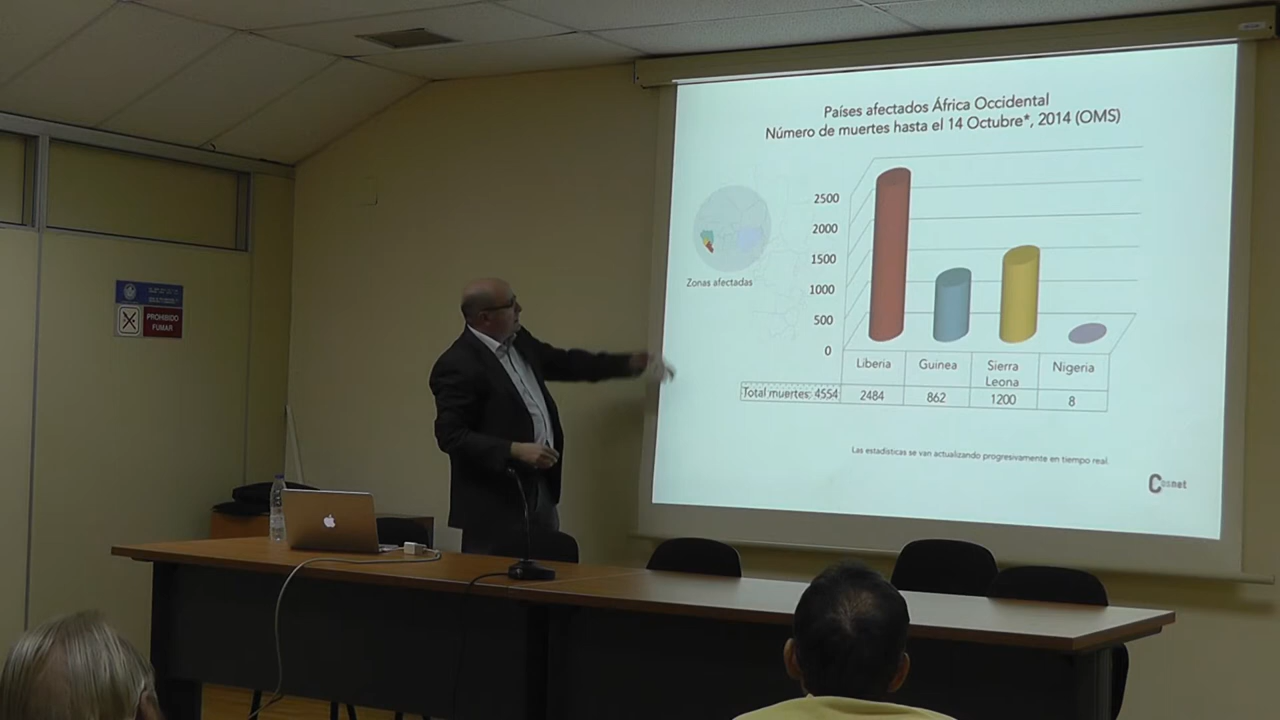 Países afectados África Occidental
Número de muertes hasta el 14 Octubre*, 2014 (OMS)
2500
2000
1500
1000
500
0
Zonas afectadas
Liberia
Guinea
Sierra
Leona
Nigeria
Total muertes: 4554
2484
862
1200
8
Las estadísticas se van actualizando progresivamente en tiempo real.
Cosnet
PROHIBIDO
FUMAR